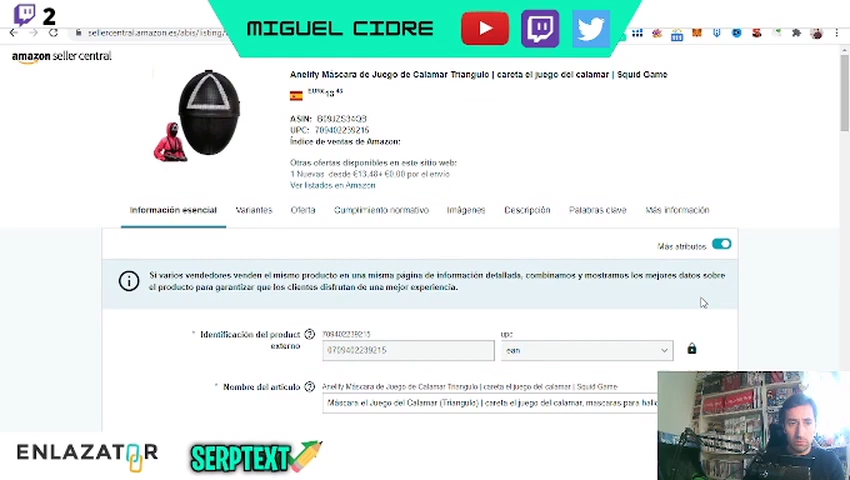 2
MIGUEL CIDRE
sellercentral.amazon.es/abis/listing/
amazon seller central
Anelify Máscara de Juego de Calamar Triangulo | careta el juego del calamar | Squid Game
ASIN: B09JZS34QB
UPC: 709402239215
Índice de ventas de Amazon:
Otras ofertas disponibles en este sitio web:
1 Nuevas desde €13.48+ €0.00 por el envío
Ver listados en Amazon
Información esencial Variantes Oferta Cumplimiento normativo Imágenes Descripción Palabras clave Más información
Más atributos
Si varios vendedores venden el mismo producto en una misma página de información detallada, combinamos y mostramos los mejores datos sobre
el producto para garantizar que los clientes disfrutan de una mejor experiencia.
* Identificación del product externo
709402239215 upc
0709402239215 ean
* Nombre del artículo
Anelify Máscara de Juego de Calamar Triangulo | careta el juego del calamar | Squid Game
Máscara el Juego del Calamar (Triangulo) | careta el juego del calamar, mascaras para
ENLAZATOR
SERPTEXT